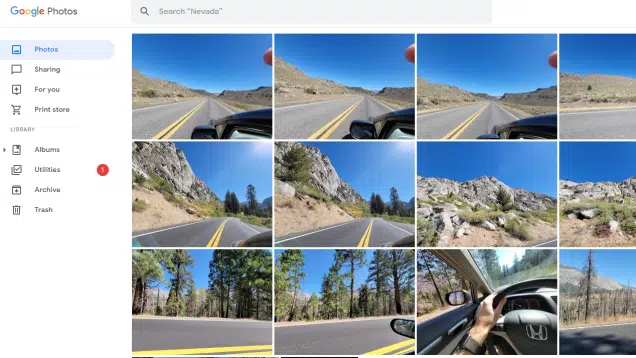 Google Photos
Search "Nevada"
Photos
Sharing
For you
Print store
LIBRARY
Albums
Utilities
1
Archive
Trash